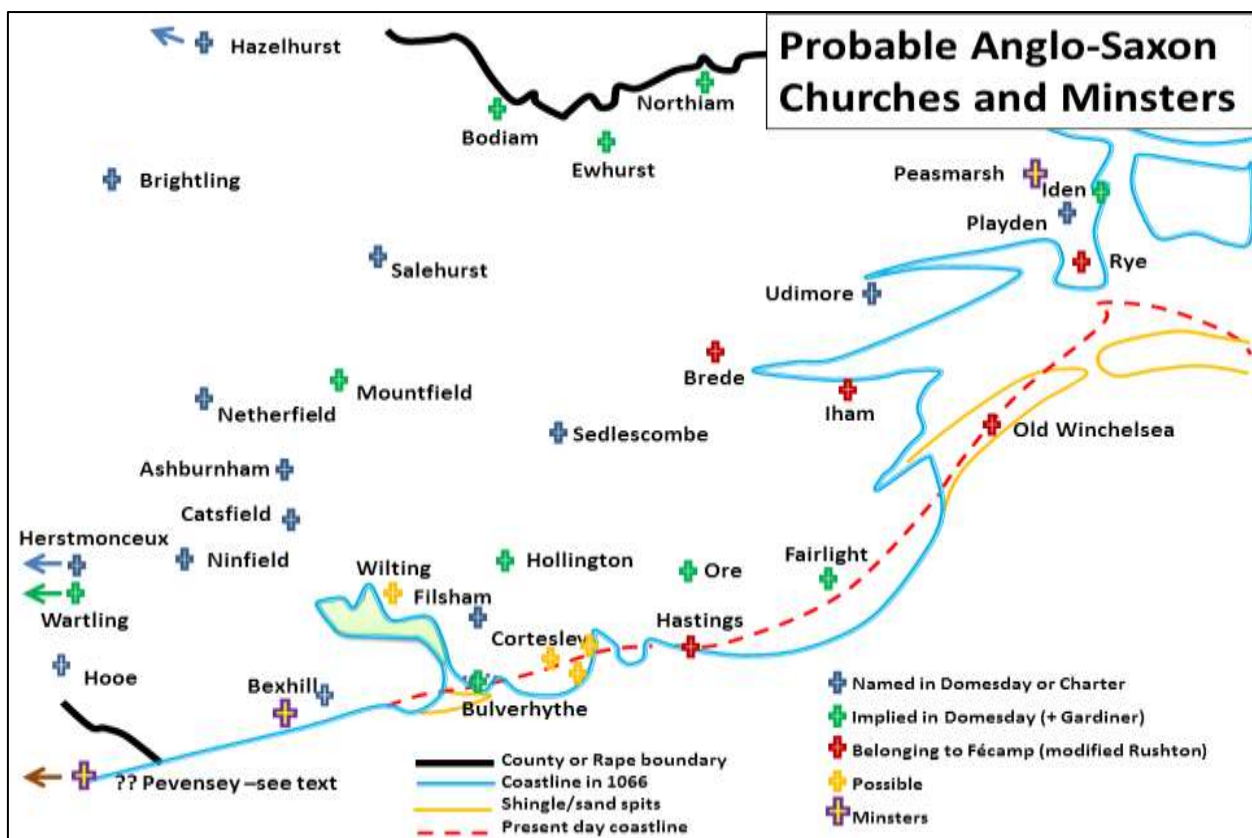 Probable Anglo-Saxon
Churches and Minsters
Hazelhurst
Northiam
Bodiam
Ewhurst
Peasmarsh
Iden
Brightling
Playden
Salehurst
Rye
Udimore
Brede
Mountfield
Iham
Netherfield
Sedlescombe
Old Winchelsea
Ashburnham
Catsfield
Herstmonceux
Ninfield
Wilting
Hollington
Ore
Fairlight
Filsham
Wartling
Hastings
Cortesley
Hooe
Bexhill
Bulverhythe
?? Pevensey –see text
County or Rape boundary
Coastline in 1066
Shingle/sand spits
Present day coastline
Named in Domesday or Charter
Implied in Domesday (+ Gardiner)
Belonging to Fécamp (modified Rushton)
Possible
Minsters